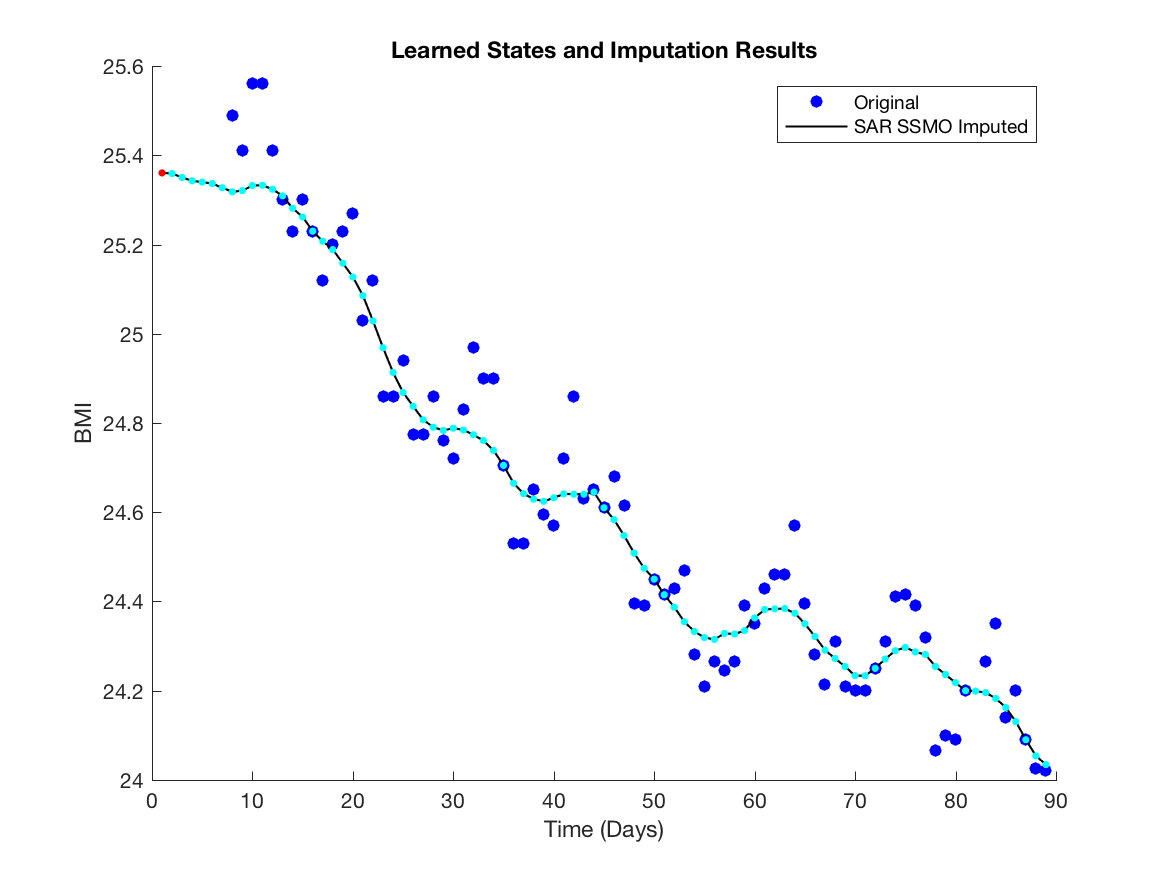 Learned States and Imputation Results
25.6
Original
SAR SSMO Imputed
25.4
25.2
25
24.8
BMI
24.6
24.4
24.2
24
0 10 20 30 40 50 60 70 80 90
Time (Days)